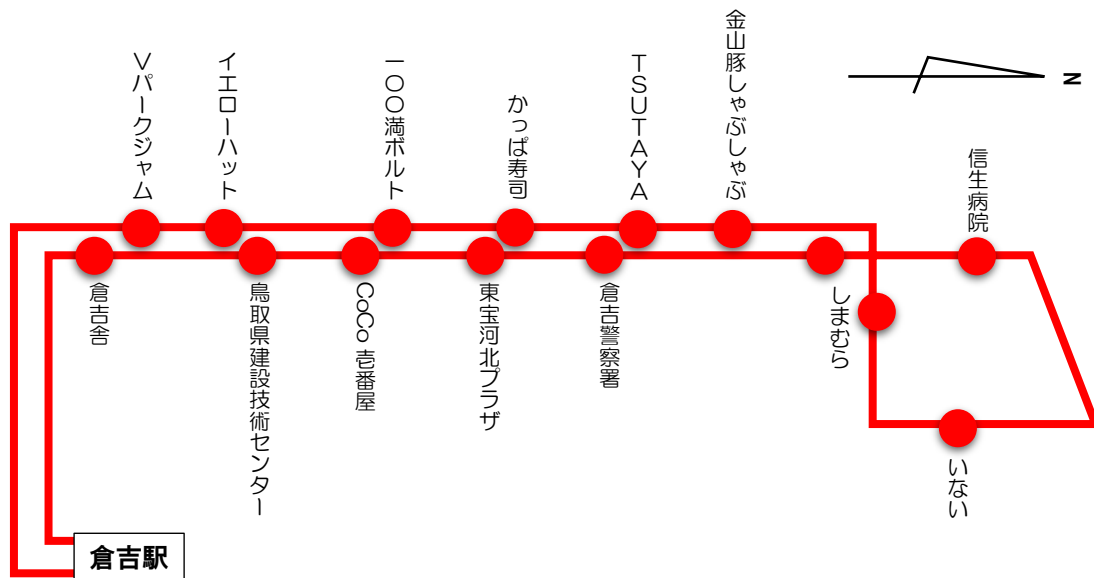 Vパークジャム
イエローハット
一〇〇満ボルト
かっぱ寿司
TSUTAYA
金山豚しゃぶしゃぶ
信生病院
N
倉吉舎
鳥取県建設技術センター
CoCo壱番屋
東宝河北プラザ
倉吉警察署
しまむら
いない
倉吉駅